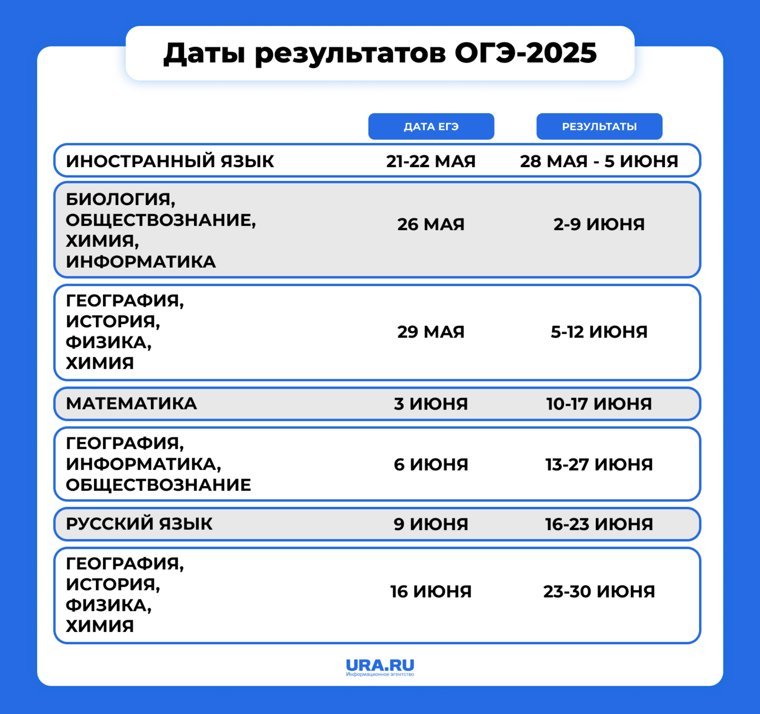 Даты результатов ОГЭ-2025
ДАТА ЕГЭ РЕЗУЛЬТАТЫ
ИНОСТРАННЫЙ ЯЗЫК 21-22 МАЯ 28 МАЯ - 5 ИЮНЯ
БИОЛОГИЯ,
ОБЩЕСТВОЗНАНИЕ, 26 МАЯ 2-9 ИЮНЯ
ХИМИЯ,
ИНФОРМАТИКА
ГЕОГРАФИЯ,
ИСТОРИЯ, 29 МАЯ 5-12 ИЮНЯ
ФИЗИКА,
ХИМИЯ
МАТЕМАТИКА 3 ИЮНЯ 10-17 ИЮНЯ
ГЕОГРАФИЯ,
ИНФОРМАТИКА, 6 ИЮНЯ 13-27 ИЮНЯ
ОБЩЕСТВОЗНАНИЕ
РУССКИЙ ЯЗЫК 9 ИЮНЯ 16-23 ИЮНЯ
ГЕОГРАФИЯ,
ИСТОРИЯ, 16 ИЮНЯ 23-30 ИЮНЯ
ФИЗИКА,
ХИМИЯ
URA.RU
Информационное агентство